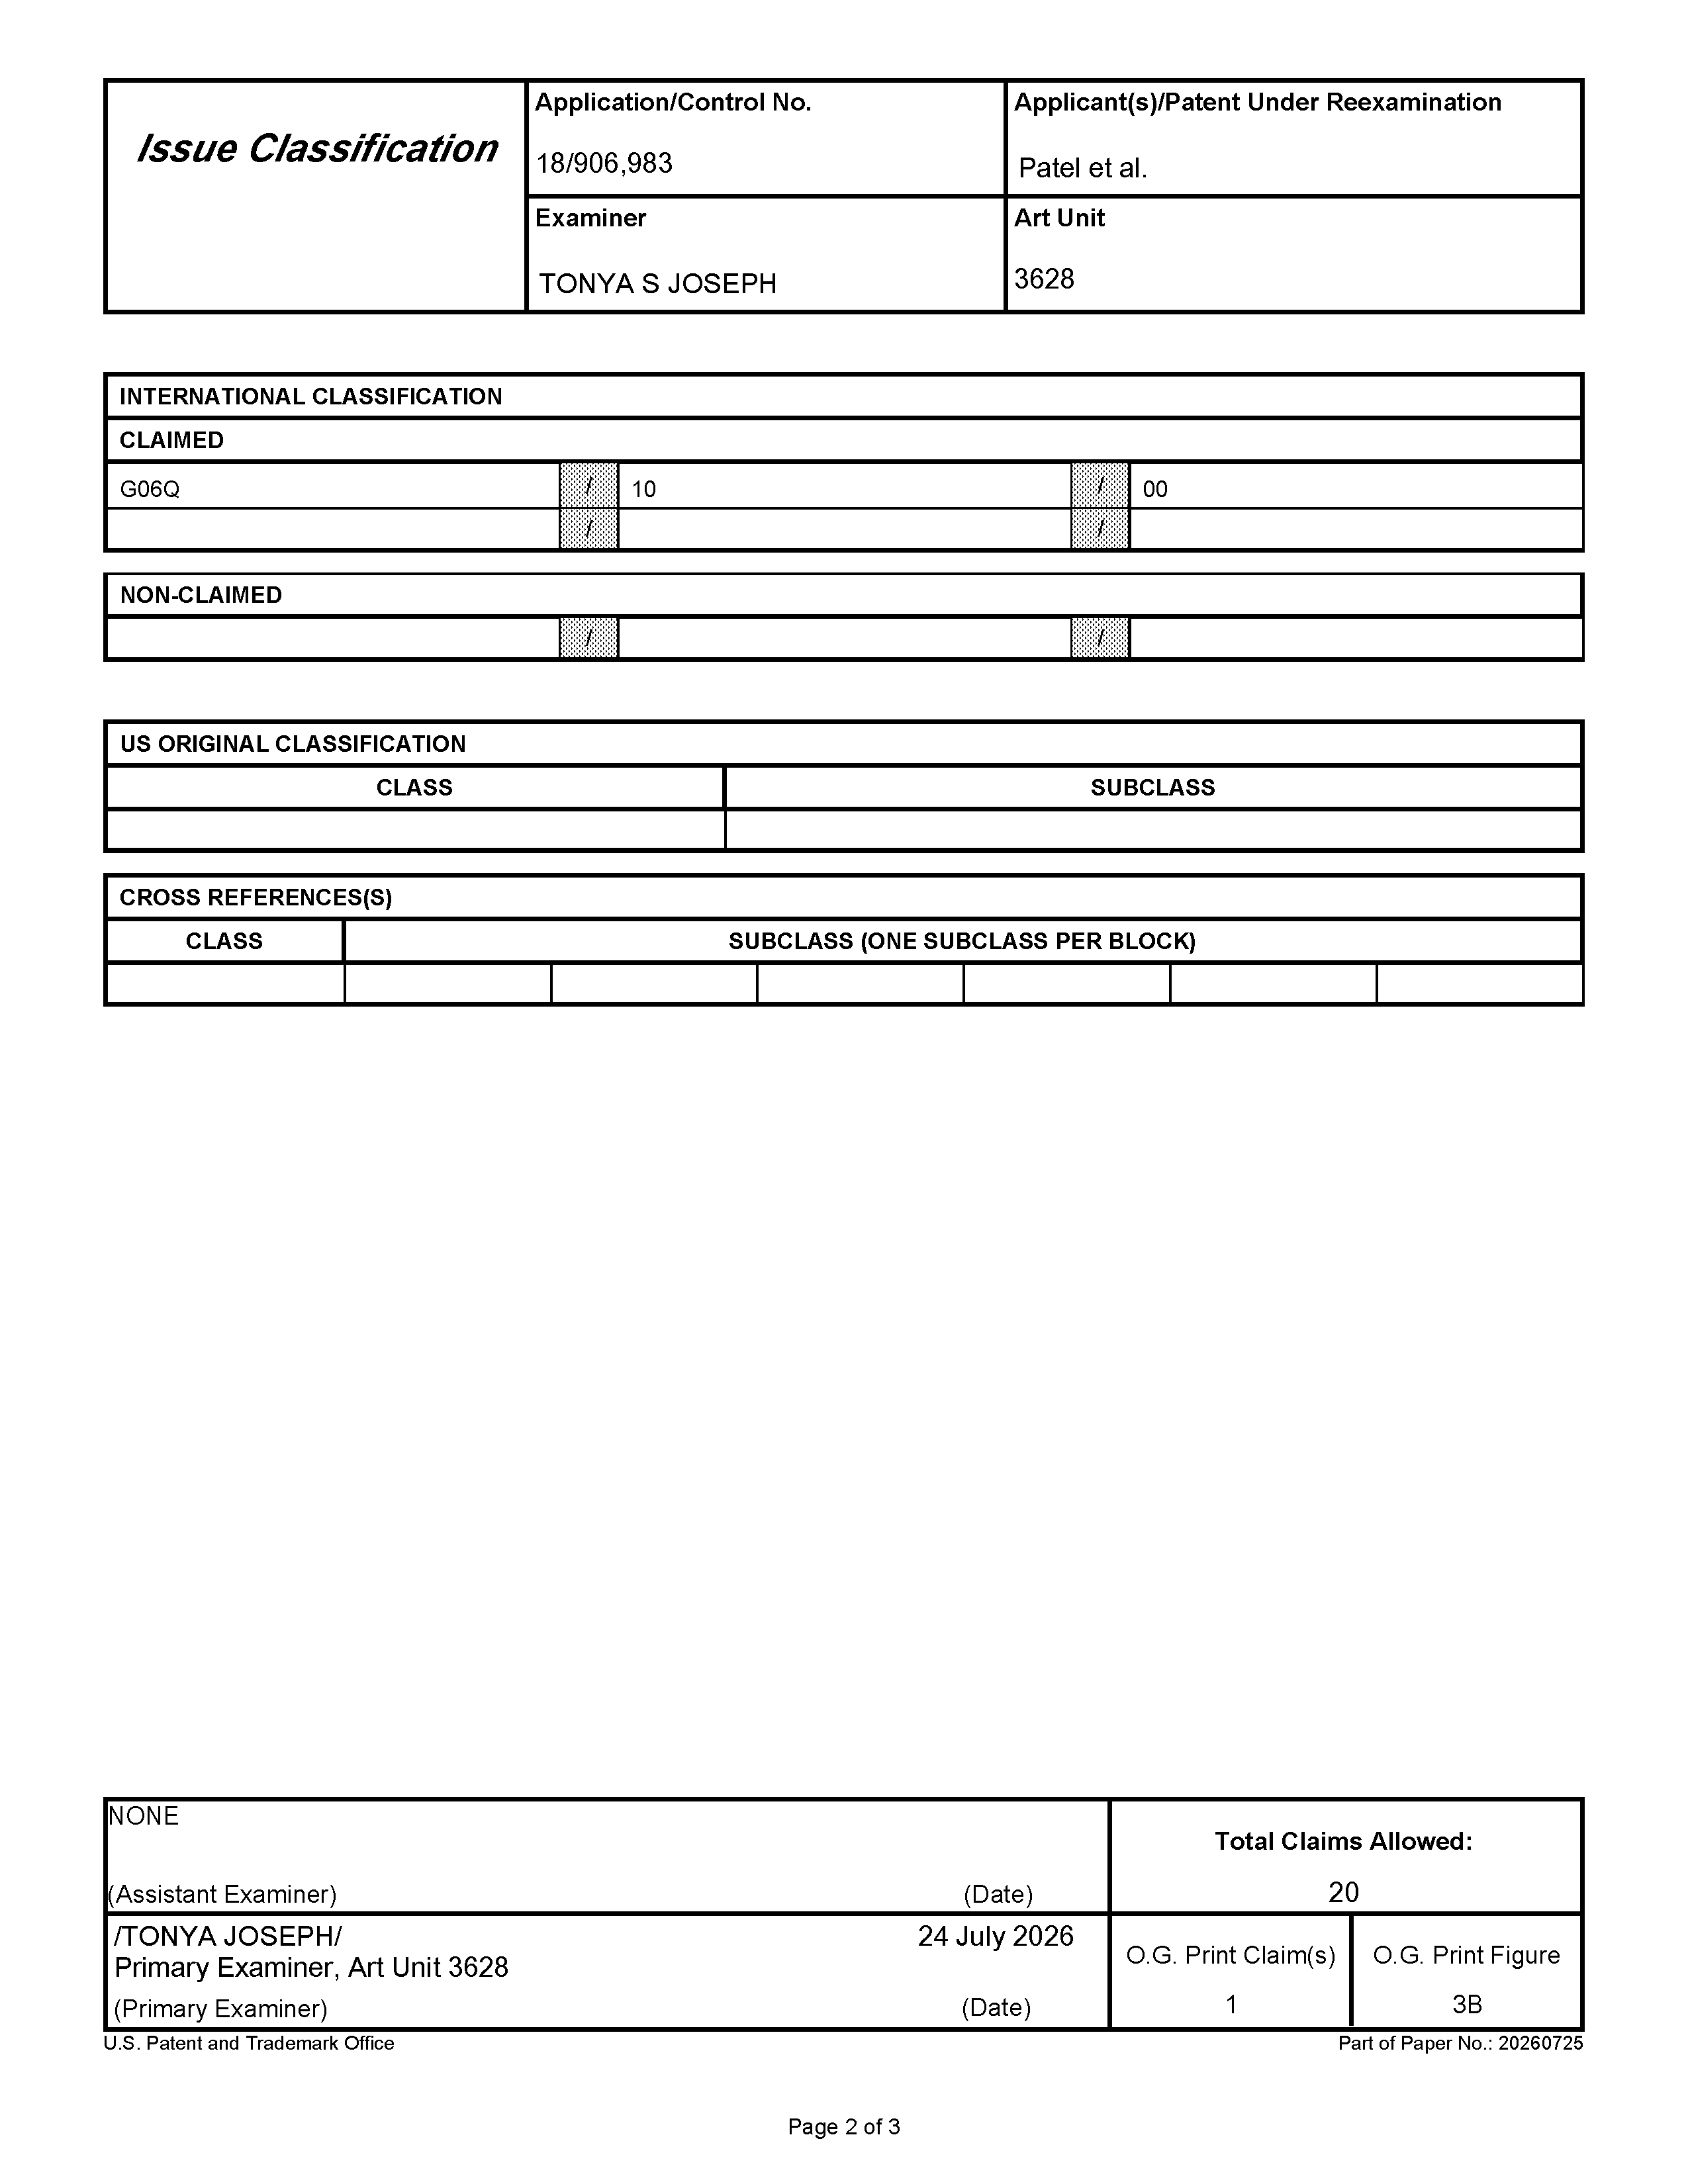 Issue Classification
Application/Control No.
18/906,983
Applicant(s)/Patent Under Reexamination
Patel et al.
Examiner
TONYA S JOSEPH
Art Unit
3628
INTERNATIONAL CLASSIFICATION
CLAIMED
G06Q / 10 / 00
/ /
NON-CLAIMED
/ /
US ORIGINAL CLASSIFICATION
CLASS SUBCLASS
CROSS REFERENCES(S)
CLASS SUBCLASS (ONE SUBCLASS PER BLOCK)
NONE
(Assistant Examiner) (Date)
Total Claims Allowed:
20
/TONYA JOSEPH/ 24 July 2026
Primary Examiner, Art Unit 3628
(Primary Examiner) (Date)
O.G. Print Claim(s) O.G. Print Figure
1 3B
U.S. Patent and Trademark Office Part of Paper No.: 20260725
Page 2 of 3